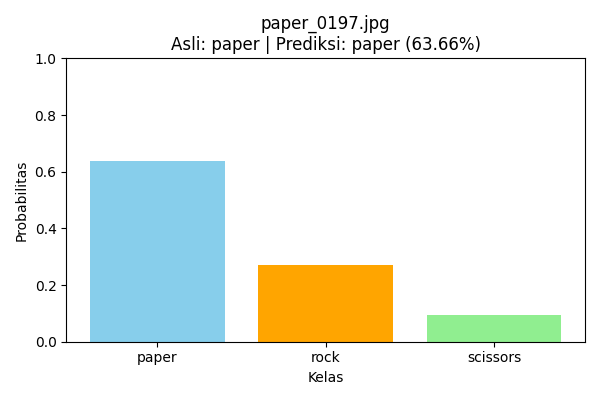 paper_0197.jpg
Asli: paper | Prediksi: paper (63.66%)
1.0
0.8
0.6
0.4
0.2
0.0
Probabilitas
paper rock scissors
Kelas